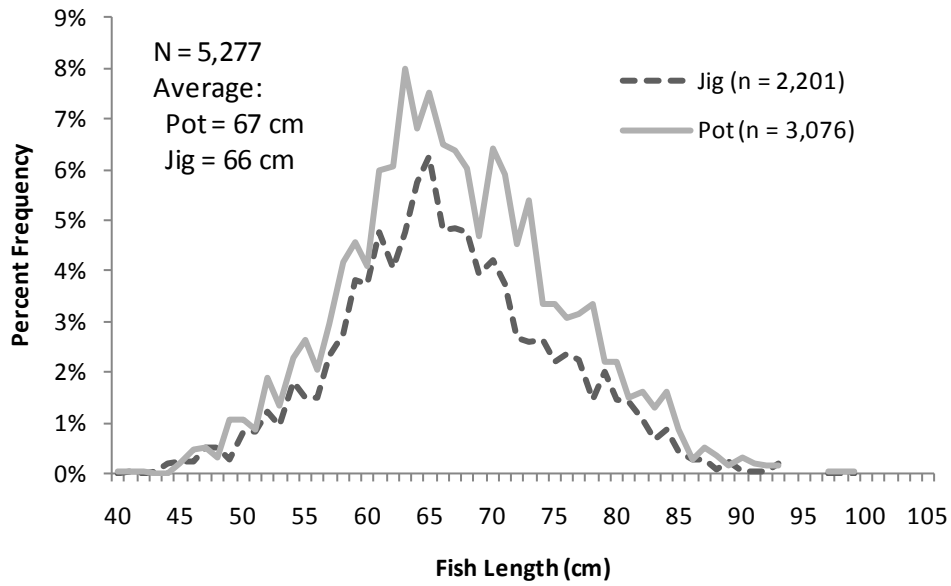 9%
8%
7%
6%
5%
4%
3%
2%
1%
0%
Percent Frequency
N = 5,277
Average:
Pot = 67 cm
Jig = 66 cm
Jig (n = 2,201)
Pot (n = 3,076)
40 45 50 55 60 65 70 75 80 85 90 95 100 105
Fish Length (cm)